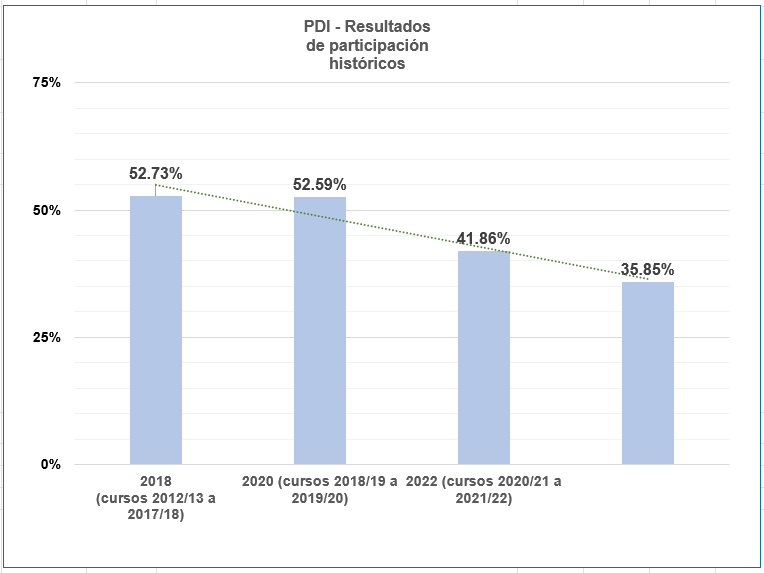 PDI - Resultados
de participación
históricos
75%
52.73%
52.59%
50%
41.86%
35.85%
25%
0%
2018
(cursos 2012/13 a
2017/18)
2020 (cursos 2018/19 a
2019/20)
2022 (cursos 2020/21 a
2021/22)